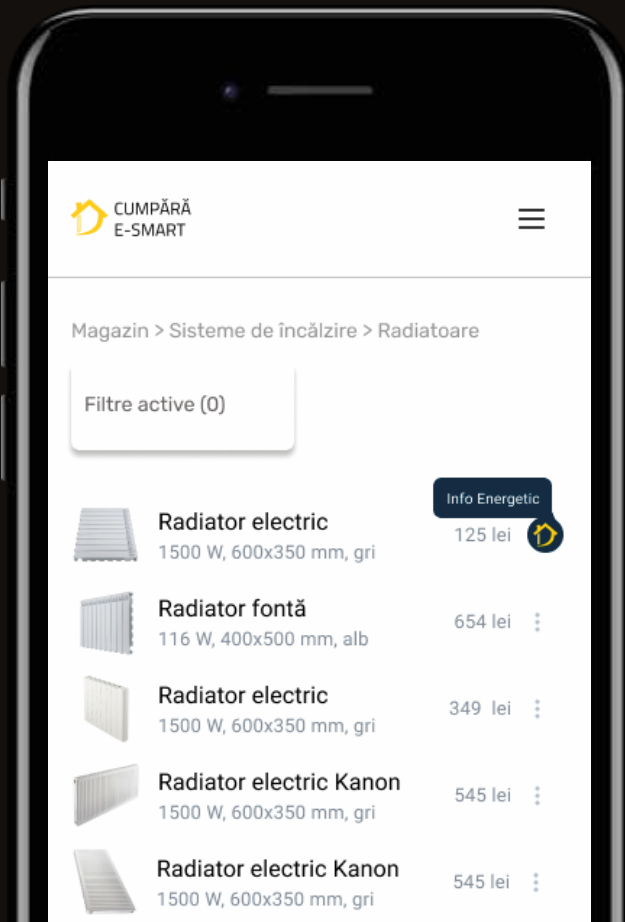 CUMPĂRĂ
E-SMART
Magazin > Sisteme de încălzire > Radiatoare
Filtre active (0)
Info Energetic
Radiator electric
125 lei
1500 W, 600x350 mm, gri
Radiator fontă
654 lei
116 W, 400x500 mm, alb
Radiator electric
349 lei
1500 W, 600x350 mm, gri
Radiator electric Kanon
545 lei
1500 W, 600x350 mm, gri
Radiator electric Kanon
545 lei
1500 W, 600x350 mm, gri